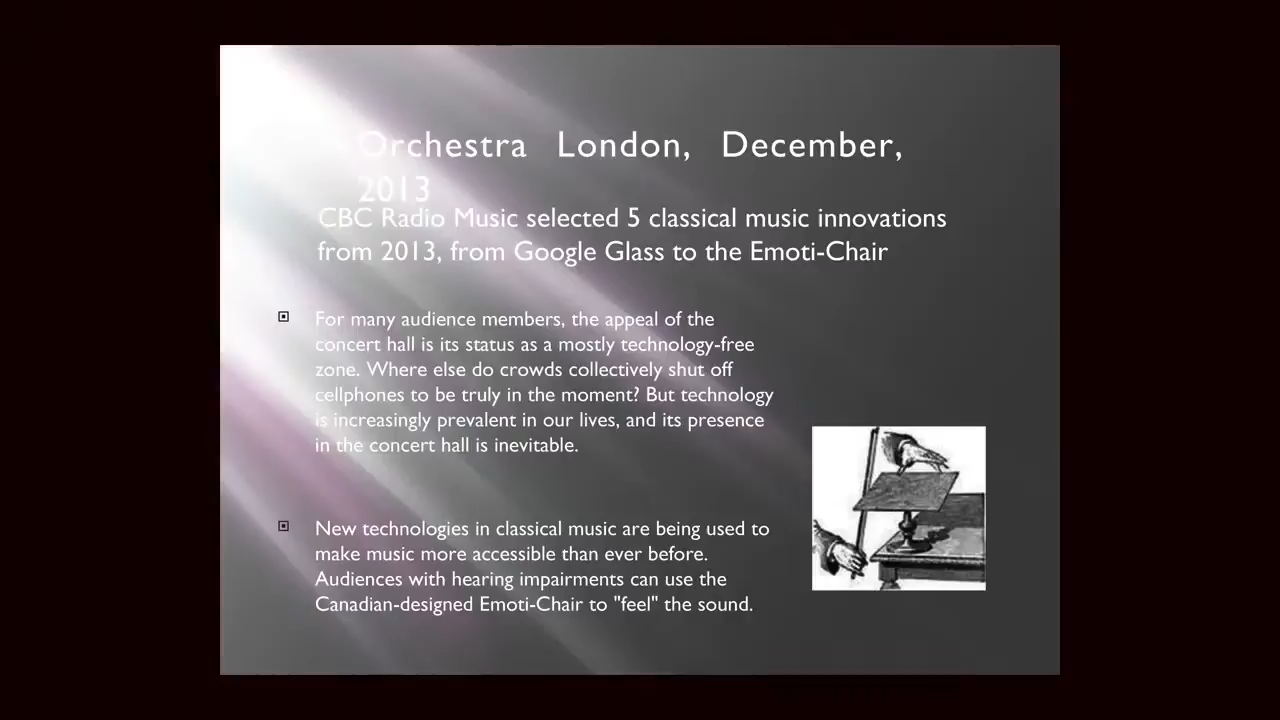 Orchestra London, December,
2013
CBC Radio Music selected 5 classical music innovations
from 2013, from Google Glass to the Emoti-Chair
For many audience members, the appeal of the
concert hall is its status as a mostly technology-free
zone. Where else do crowds collectively shut off
cellphones to be truly in the moment? But technology
is increasingly prevalent in our lives, and its presence
in the concert hall is inevitable.
New technologies in classical music are being used to
make music more accessible than ever before.
Audiences with hearing impairments can use the
Canadian-designed Emoti-Chair to "feel" the sound.